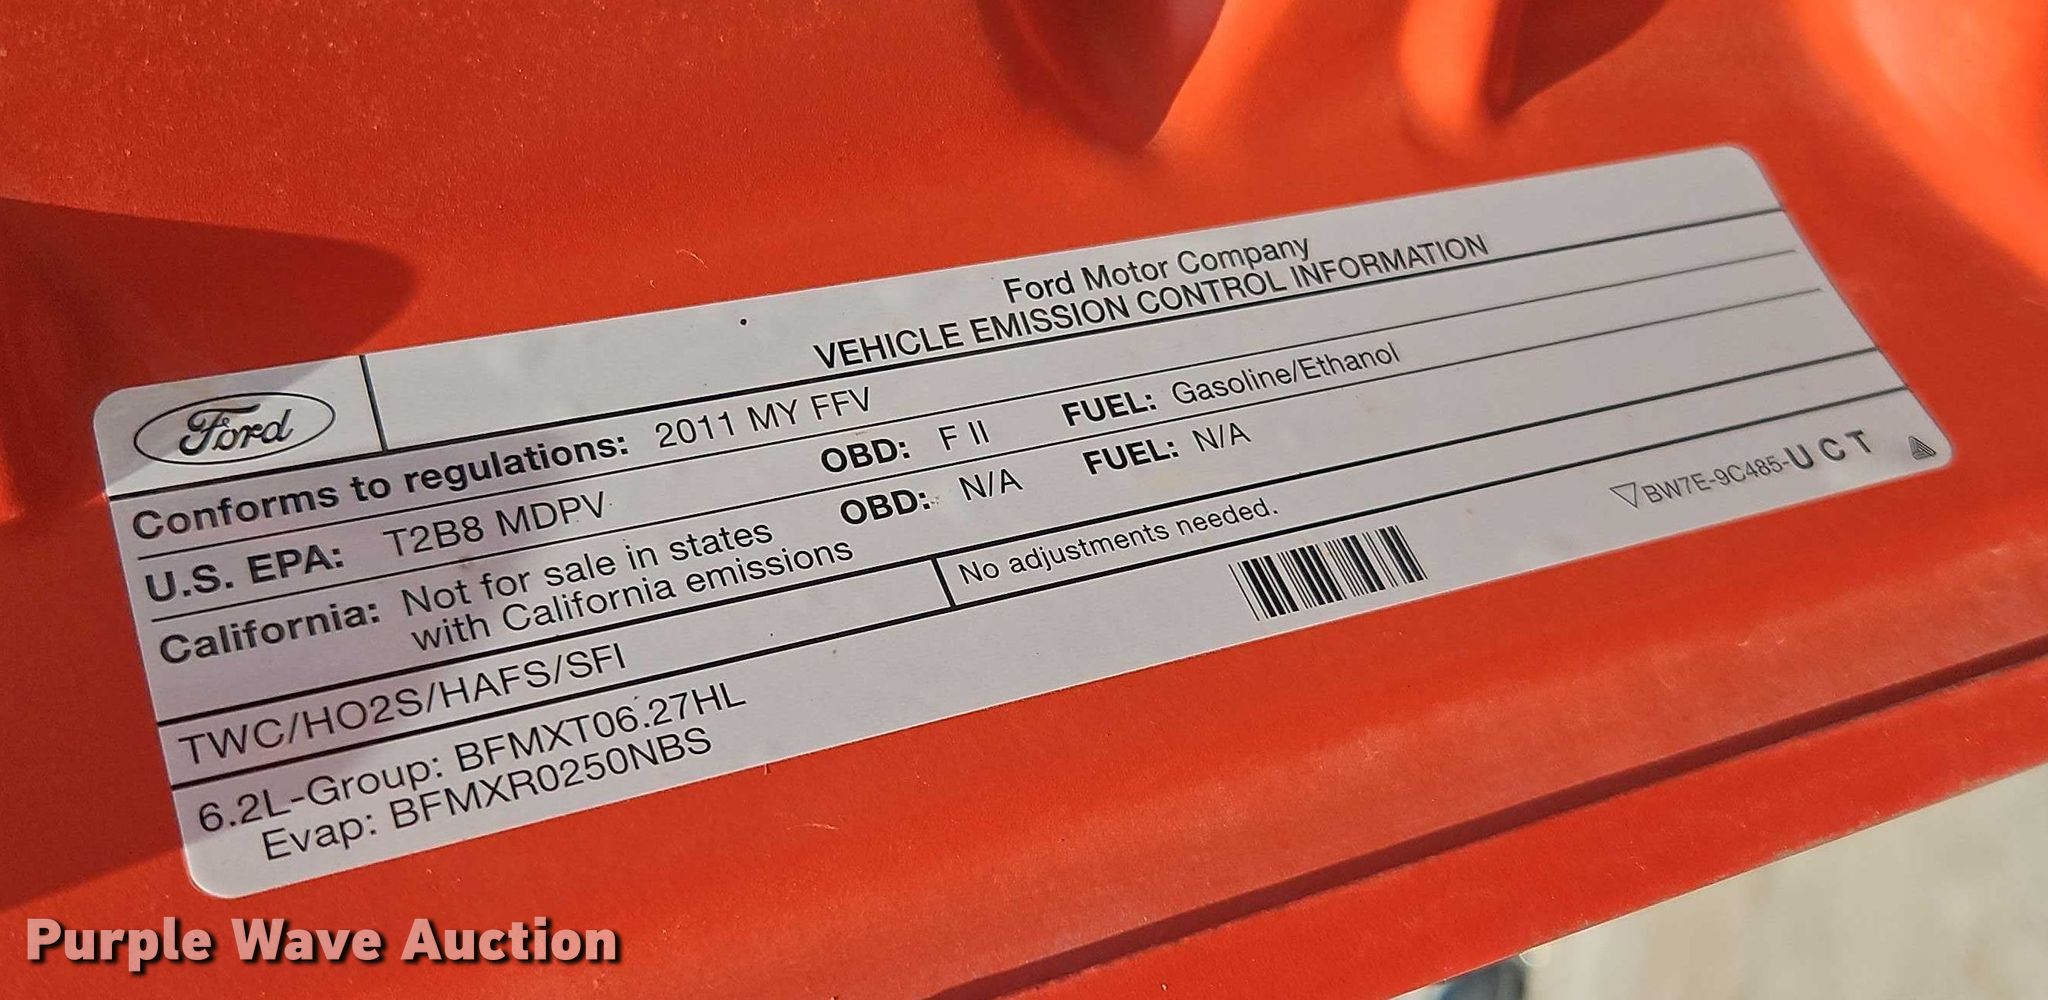 Ford
Ford Motor Company
VEHICLE EMISSION CONTROL INFORMATION
Conforms to regulations: 2011 MY FFV
U.S. EPA: T2B8 MDPV OBD: F II FUEL: Gasoline/Ethanol
California: Not for sale in states with California emissions OBD: N/A FUEL: N/A
TWC/HO2S/HAFS/SFI
No adjustments needed.
6.2L-Group: BFMXT06.27HL
Evap: BFMXR0250NBS
BW7E-9C485-UCT
Purple Wave Auction